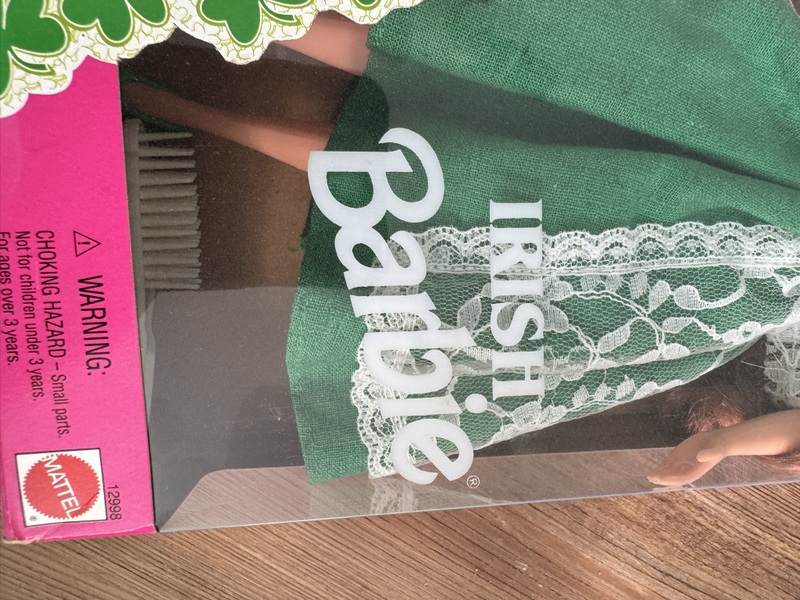 IRISH
Barbie®
⚠ WARNING:
CHOKING HAZARD – Small parts.
Not for children under 3 years.
For ages over 3 years.
MATTEL
®
12998